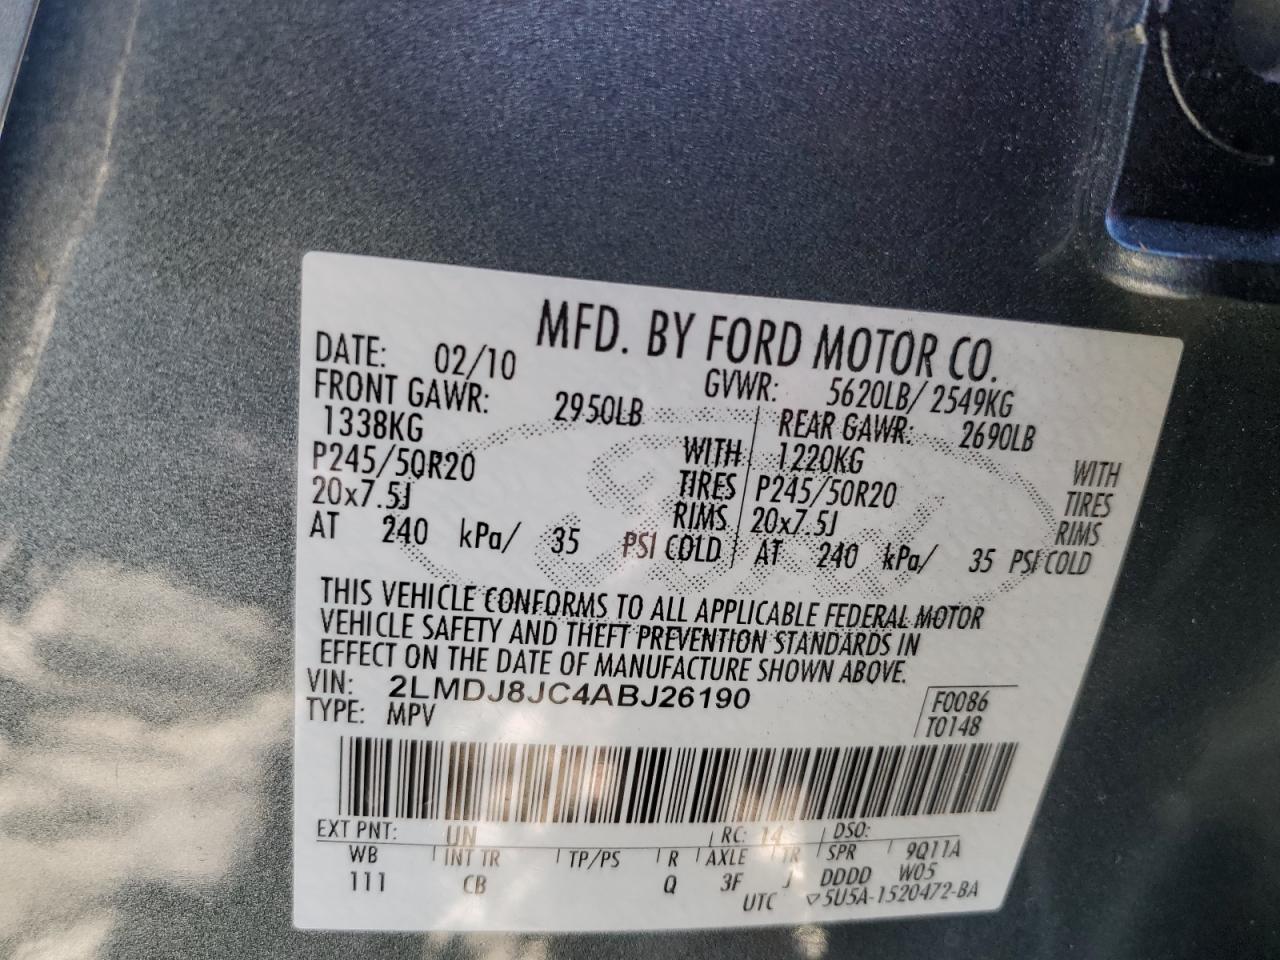 MFD. BY FORD MOTOR CO.
DATE: 02/10 GVWR: 5620LB/ 2549KG
FRONT GAWR: 2950LB REAR GAWR: 2690LB
1338KG WITH 1220KG WITH
P245/50R20 TIRES P245/50R20 TIRES
20x7.5J RIMS 20x7.5J RIMS
AT 240 kPa/ 35 PSI COLD AT 240 kPa/ 35 PSI COLD
THIS VEHICLE CONFORMS TO ALL APPLICABLE FEDERAL MOTOR
VEHICLE SAFETY AND THEFT PREVENTION STANDARDS IN
EFFECT ON THE DATE OF MANUFACTURE SHOWN ABOVE.
VIN: 2LMDJ8JC4ABJ26190 F0086
TYPE: MPV T0148
EXT PNT: UN RC: 14 DSO:
WB INT TR TP/PS R AXLE TR SPR 9Q11A
111 CB Q 3F J DDDD W05
UTC ▽5U5A-1520472-BA